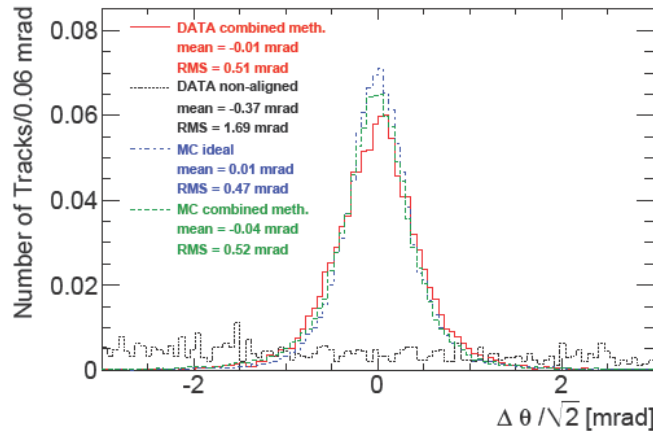 Number of Tracks/0.06 mrad
0.08
0.06
0.04
0.02
0
DATA combined meth.
mean = -0.01 mrad
RMS = 0.51 mrad
DATA non-aligned
mean = -0.37 mrad
RMS = 1.69 mrad
MC ideal
mean = 0.01 mrad
RMS = 0.47 mrad
MC combined meth.
mean = -0.04 mrad
RMS = 0.52 mrad
-2 0 2
Δ θ /√2 [mrad]